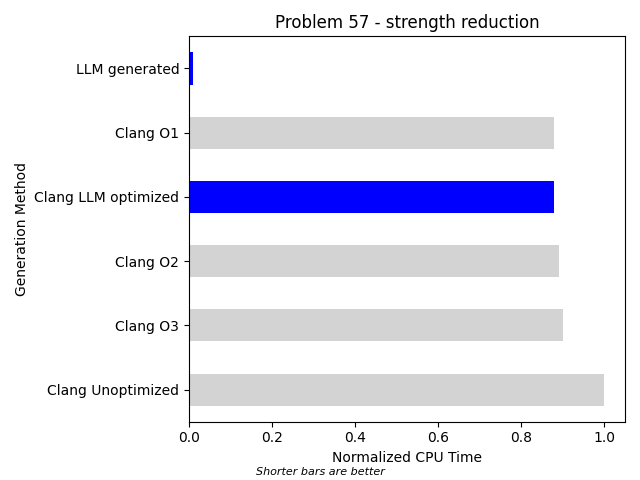 Problem 57 - strength reduction
LLM generated
Clang O1
Clang LLM optimized
Clang O2
Clang O3
Clang Unoptimized
Generation Method
0.0 0.2 0.4 0.6 0.8 1.0
Normalized CPU Time
Shorter bars are better